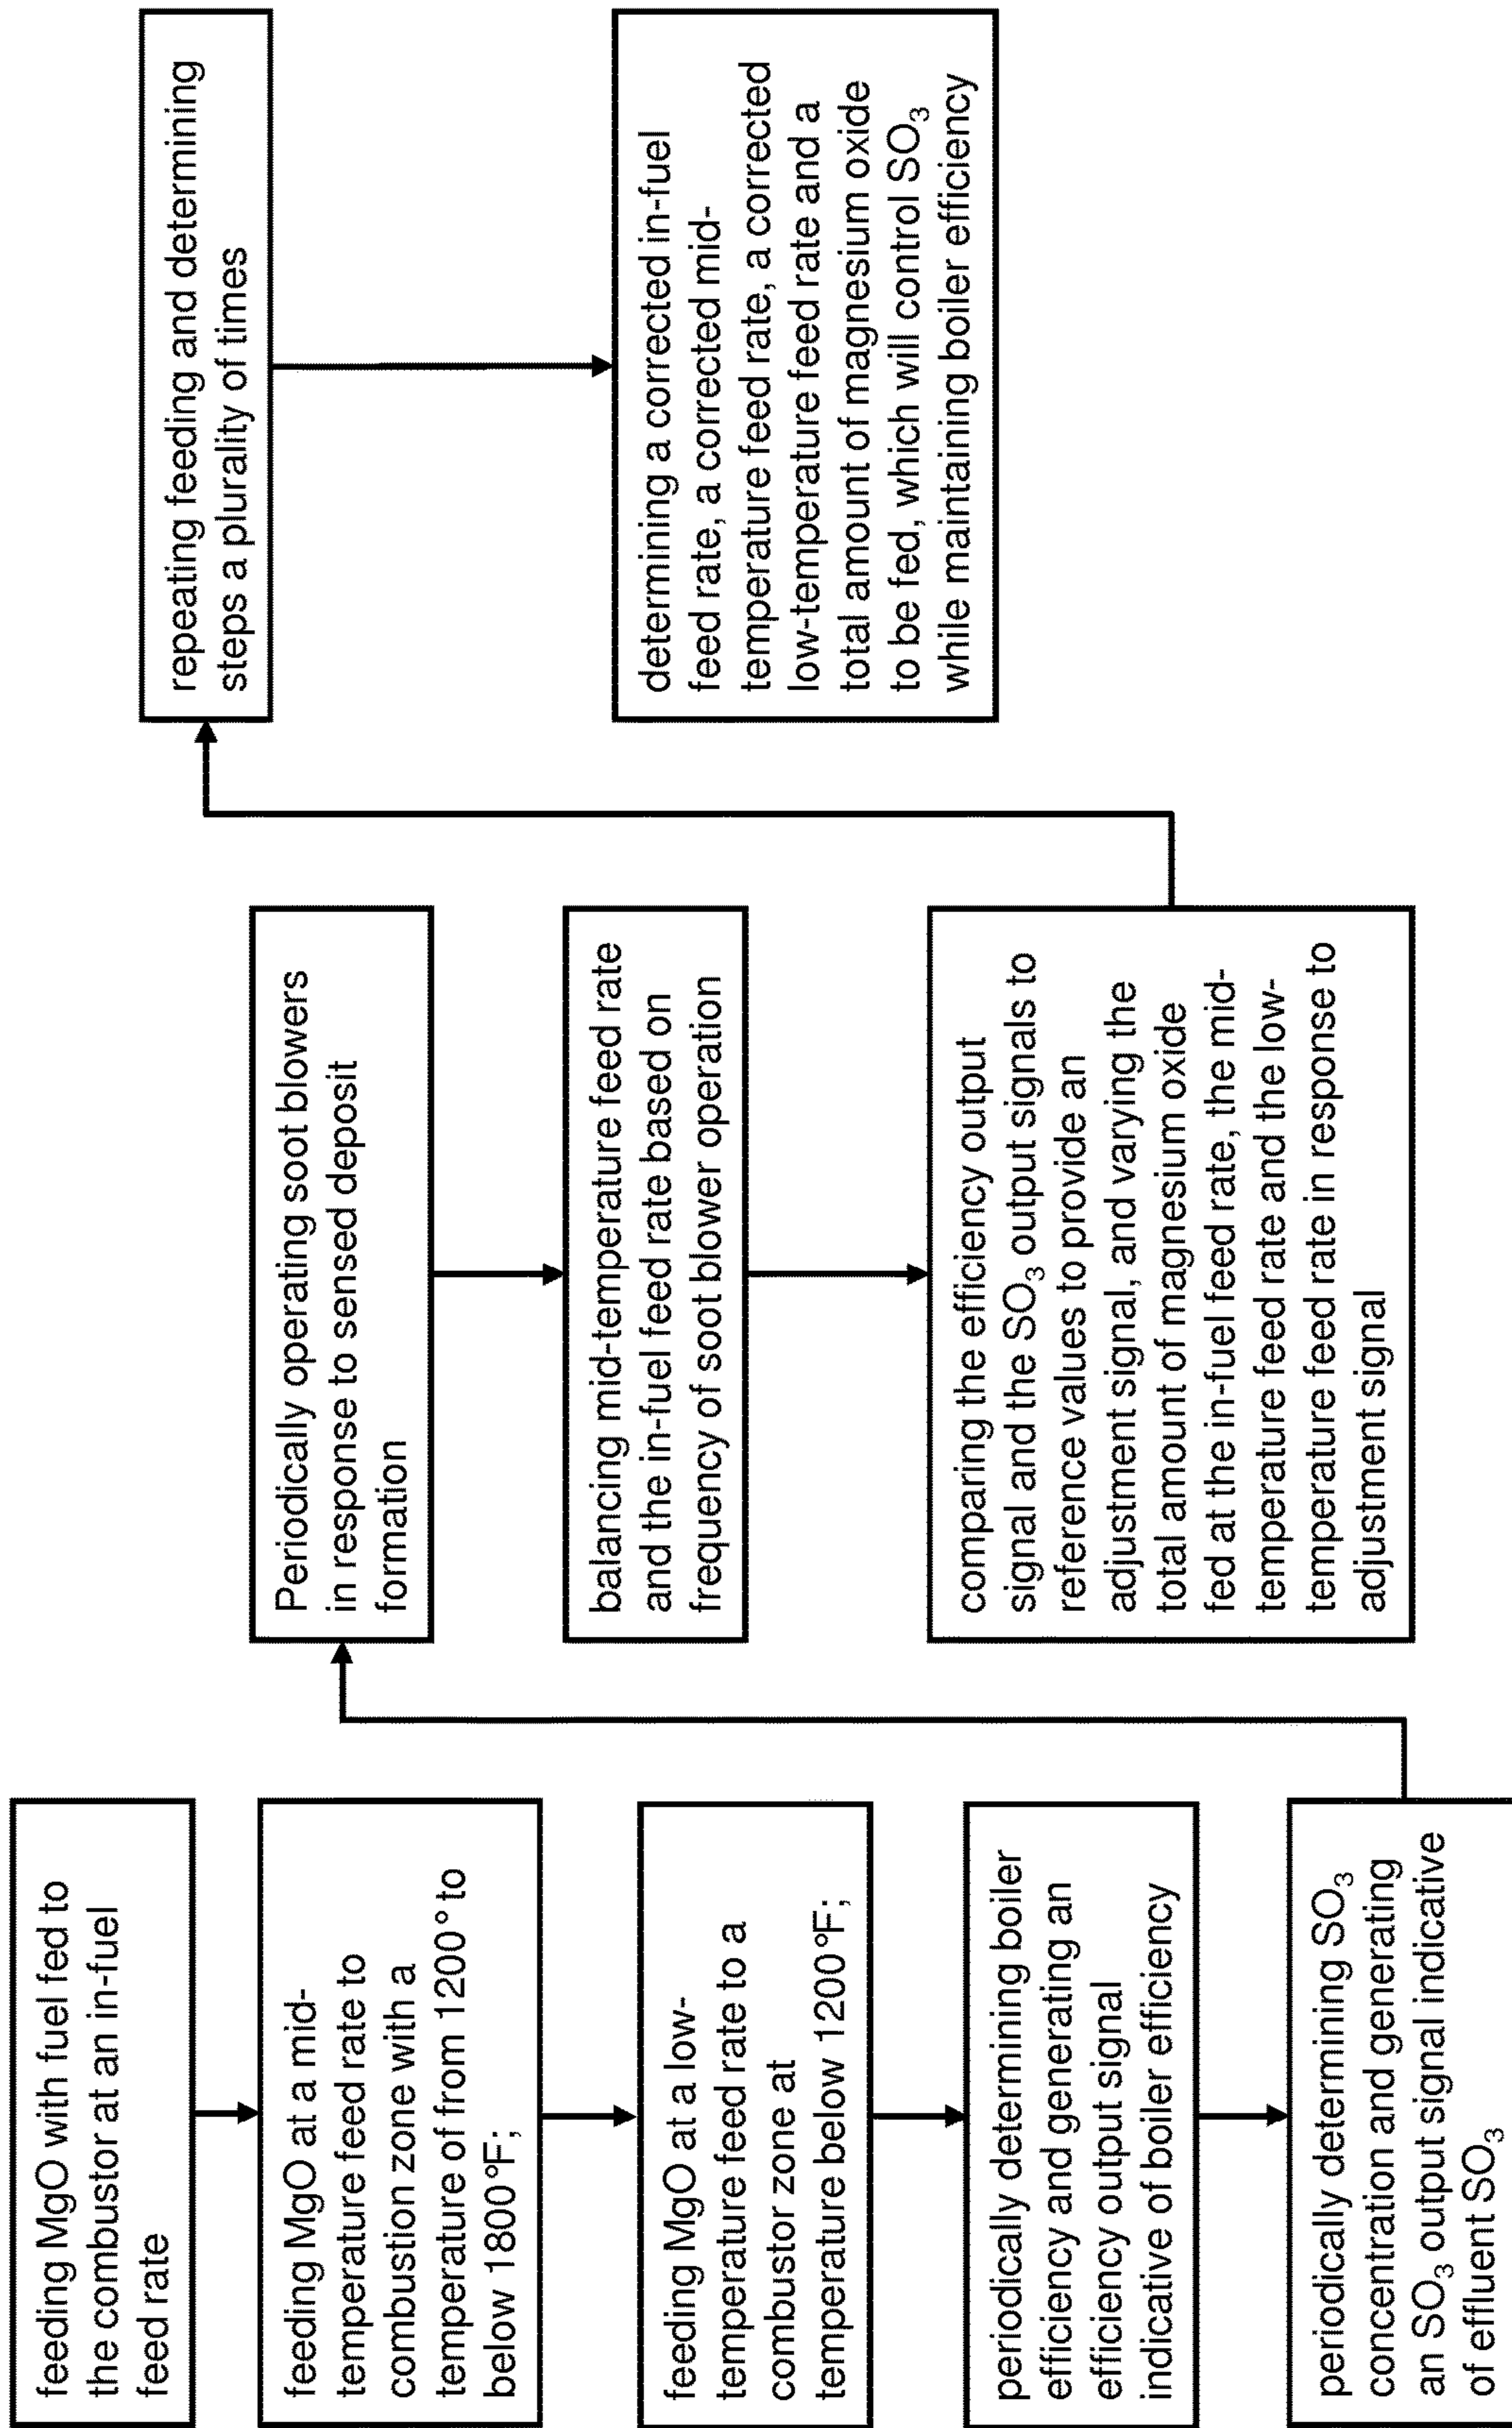 feeding MgO with fuel fed to
the combustor at an in-fuel
feed rate
feeding MgO at a mid-
temperature feed rate to
combustion zone with a
temperature of from 1200° to
below 1800°F;
feeding MgO at a low-
temperature feed rate to a
combustor zone at
temperature below 1200°F;
periodically determining boiler
efficiency and generating an
efficiency output signal
indicative of boiler efficiency
periodically determining SO₃
concentration and generating
an SO₃ output signal indicative
of effluent SO₃
Periodically operating soot blowers
in response to sensed deposit
formation
balancing mid-temperature feed rate
and the in-fuel feed rate based on
frequency of soot blower operation
comparing the efficiency output
signal and the SO₃ output signals to
reference values to provide an
adjustment signal, and varying the
total amount of magnesium oxide
fed at the in-fuel feed rate, the mid-
temperature feed rate and the low-
temperature feed rate in response to
adjustment signal
repeating feeding and determining
steps a plurality of times
determining a corrected in-fuel
feed rate, a corrected mid-
temperature feed rate, a corrected
low-temperature feed rate and a
total amount of magnesium oxide
to be fed, which will control SO₃
while maintaining boiler efficiency